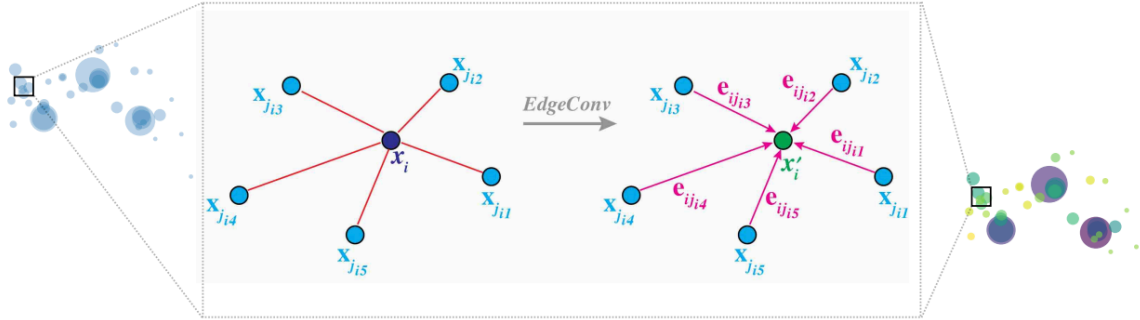 x_{j_{i3}}
x_{j_{i2}}
x_i
x_{j_{i4}}
x_{j_{i1}}
x_{j_{i5}}
EdgeConv
x_{j_{i3}}
e_{ij_{i3}}
e_{ij_{i2}}
x_{j_{i2}}
e_{ij_{i1}}
x'_i
x_{j_{i4}}
e_{ij_{i4}}
e_{ij_{i5}}
x_{j_{i1}}
x_{j_{i5}}